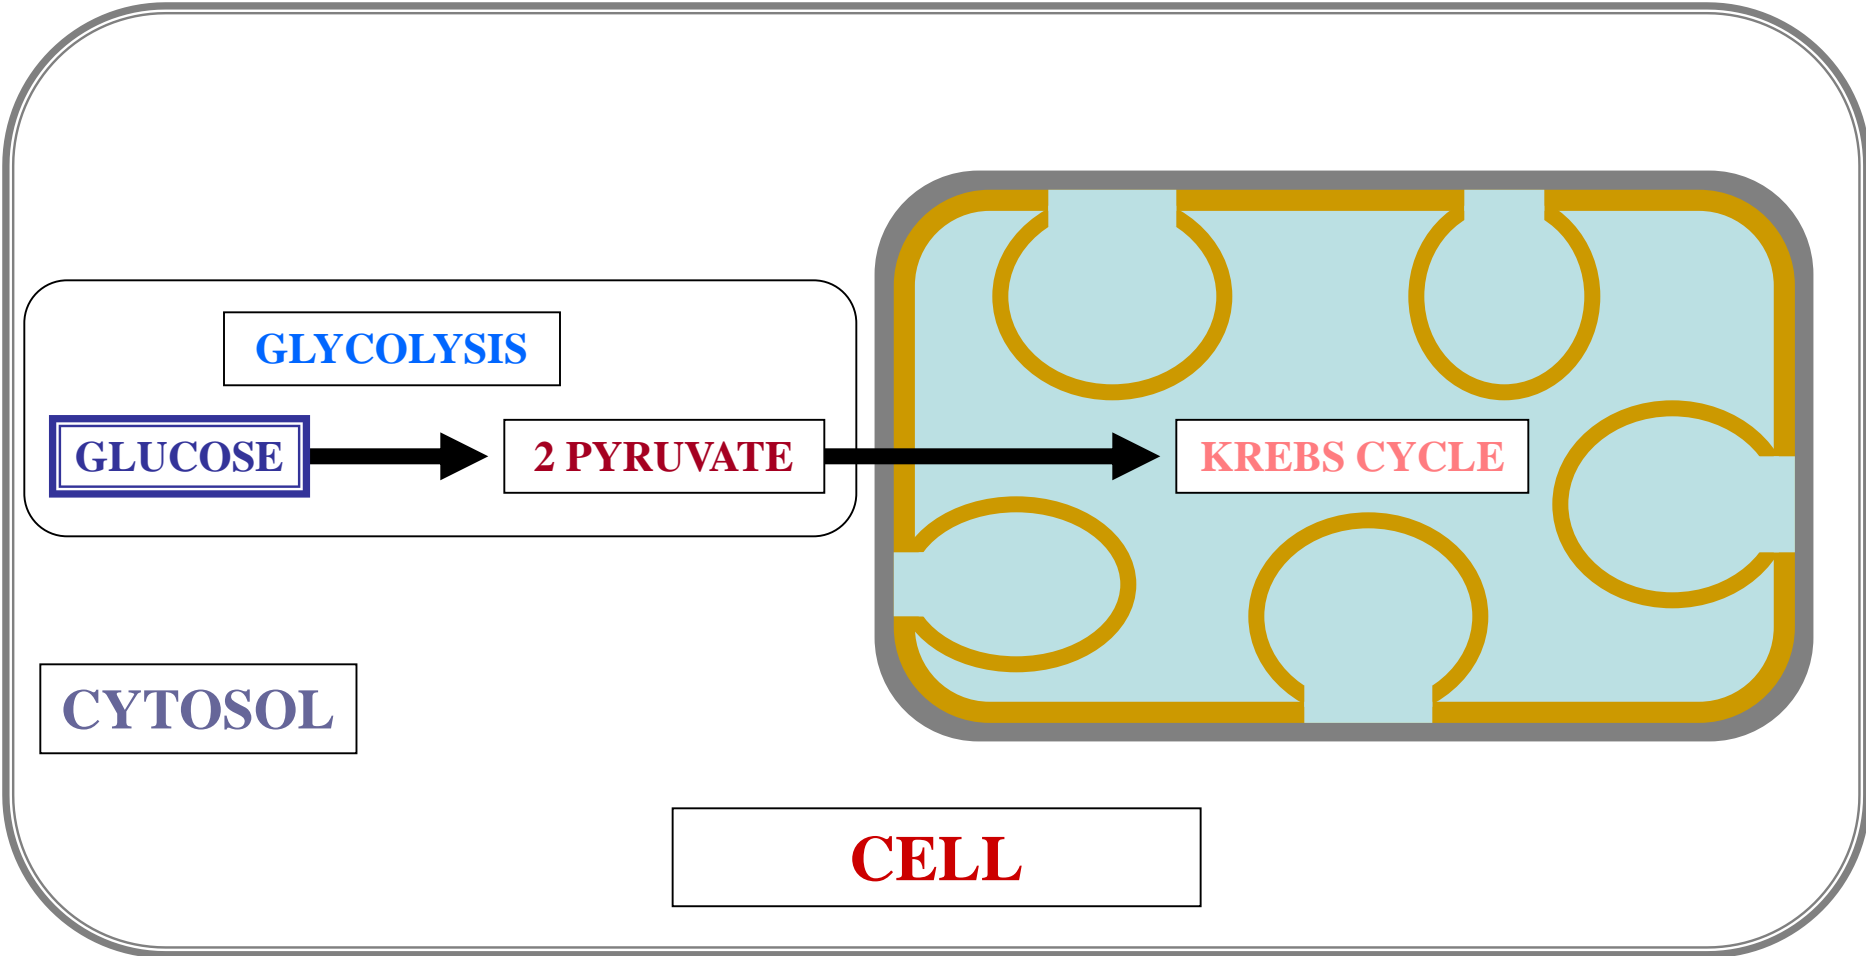 GLYCOLYSIS
GLUCOSE
2 PYRUVATE
KREBS CYCLE
CYTOSOL
CELL